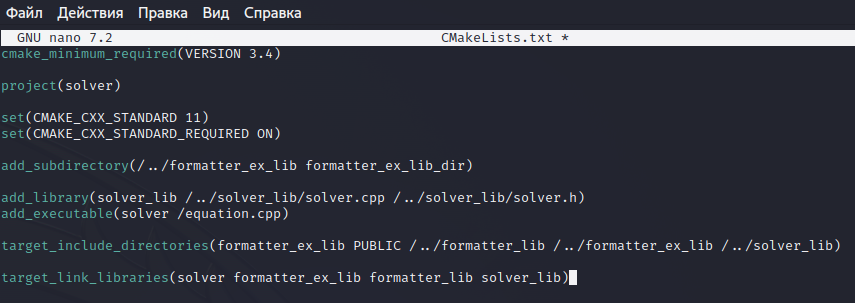 Файл Действия Правка Вид Справка
GNU nano 7.2 CMakeLists.txt *
cmake_minimum_required(VERSION 3.4)
project(solver)
set(CMAKE_CXX_STANDARD 11)
set(CMAKE_CXX_STANDARD_REQUIRED ON)
add_subdirectory(/../formatter_ex_lib formatter_ex_lib_dir)
add_library(solver_lib /../solver_lib/solver.cpp /../solver_lib/solver.h)
add_executable(solver /equation.cpp)
target_include_directories(formatter_ex_lib PUBLIC /../formatter_lib /../formatter_ex_lib /../solver_lib)
target_link_libraries(solver formatter_ex_lib formatter_lib solver_lib)